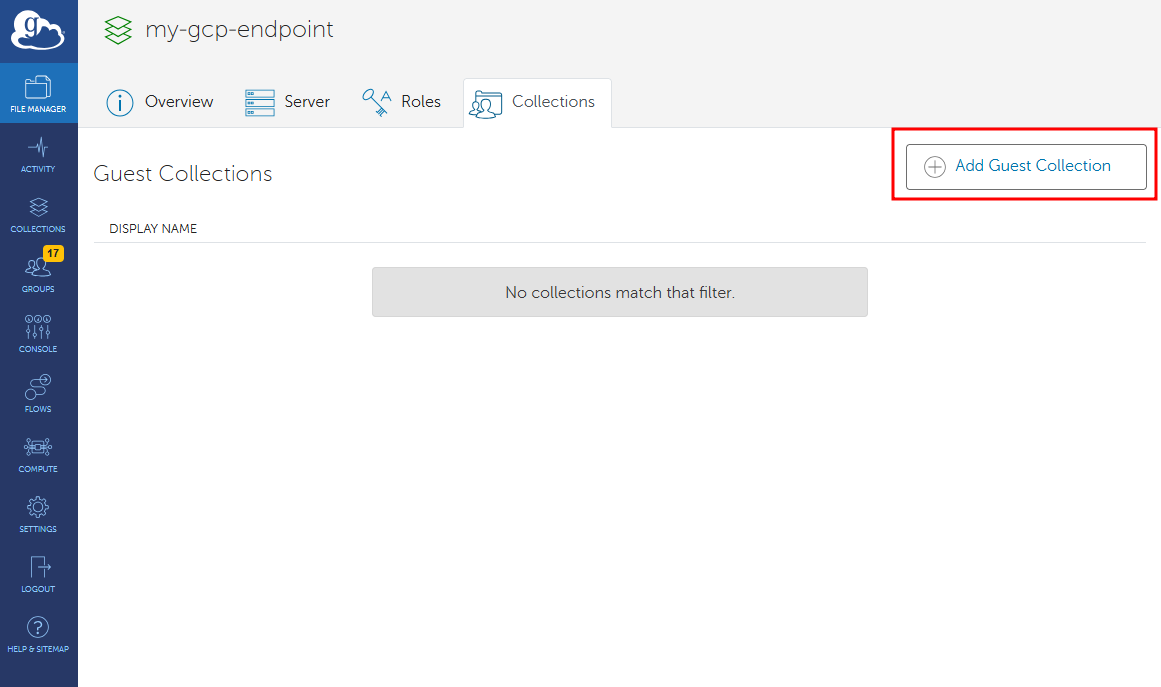 g
my-gcp-endpoint
Overview
Server
Roles
Collections
FILE MANAGER
ACTIVITY
COLLECTIONS
17
GROUPS
CONSOLE
FLOWS
COMPUTE
SETTINGS
LOGOUT
?
HELP & SITEMAP
Guest Collections
Add Guest Collection
DISPLAY NAME
No collections match that filter.